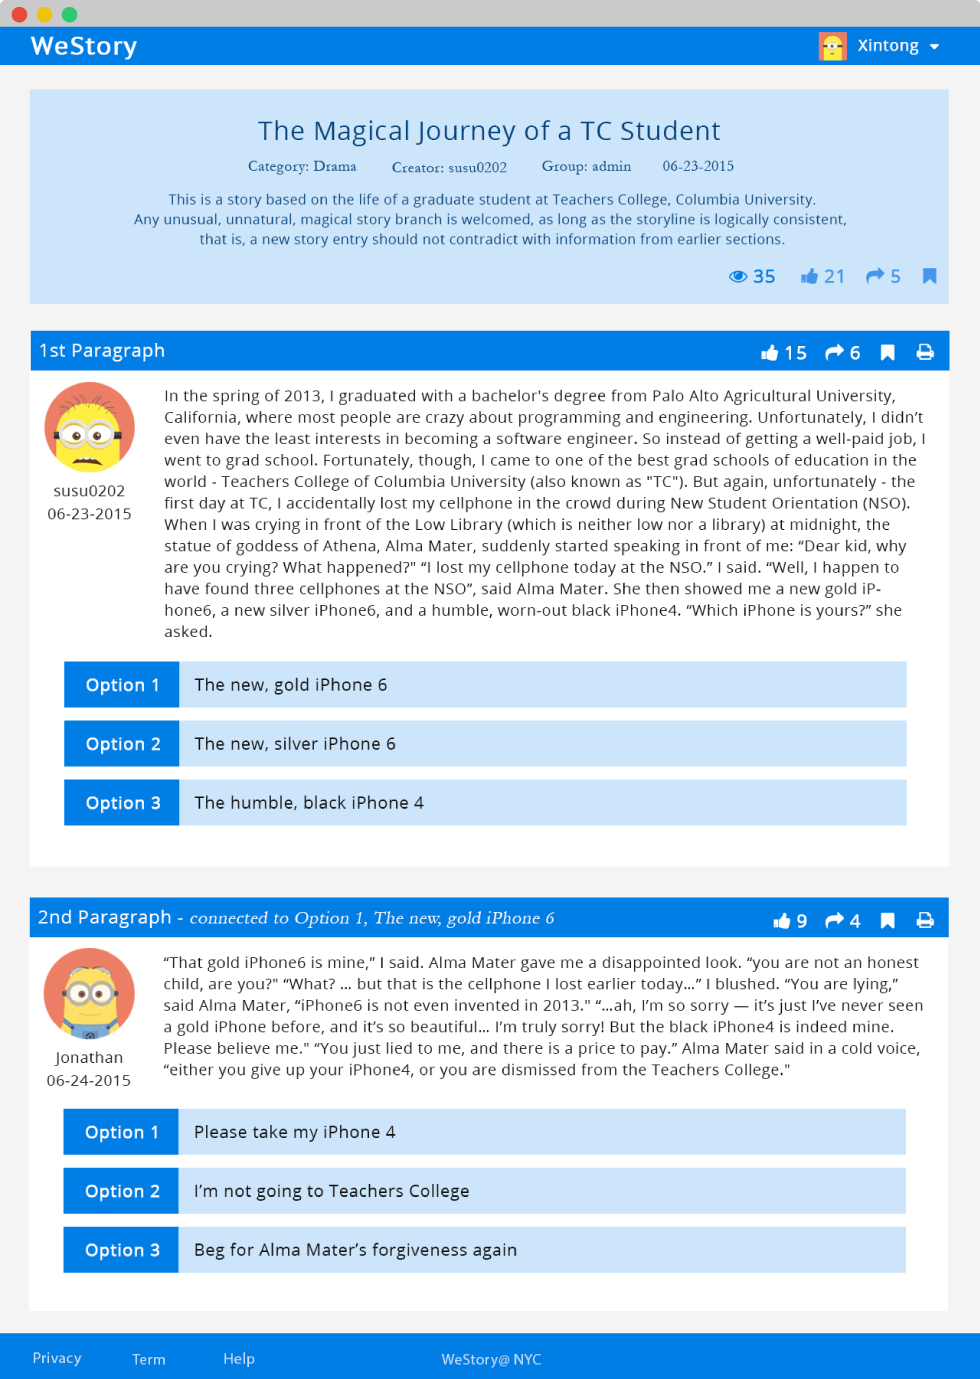 WeStory
Xintong
The Magical Journey of a TC Student
Category: Drama Creator: susu0202 Group: admin 06-23-2015
This is a story based on the life of a graduate student at Teachers College, Columbia University.
Any unusual, unnatural, magical story branch is welcomed, as long as the storyline is logically consistent,
that is, a new story entry should not contradict with information from earlier sections.
35 21 5
1st Paragraph 15 6
susu0202
06-23-2015
In the spring of 2013, I graduated with a bachelor's degree from Palo Alto Agricultural University,
California, where most people are crazy about programming and engineering. Unfortunately, I didn’t
even have the least interests in becoming a software engineer. So instead of getting a well-paid job, I
went to grad school. Fortunately, though, I came to one of the best grad schools of education in the
world - Teachers College of Columbia University (also known as "TC"). But again, unfortunately - the
first day at TC, I accidentally lost my cellphone in the crowd during New Student Orientation (NSO).
When I was crying in front of the Low Library (which is neither low nor a library) at midnight, the
statue of goddess of Athena, Alma Mater, suddenly started speaking in front of me: “Dear kid, why
are you crying? What happened?" “I lost my cellphone today at the NSO.” I said. “Well, I happen to
have found three cellphones at the NSO”, said Alma Mater. She then showed me a new gold iP-
hone6, a new silver iPhone6, and a humble, worn-out black iPhone4. “Which iPhone is yours?” she
asked.
Option 1 The new, gold iPhone 6
Option 2 The new, silver iPhone 6
Option 3 The humble, black iPhone 4
2nd Paragraph - connected to Option 1, The new, gold iPhone 6 9 4
Jonathan
06-24-2015
“That gold iPhone6 is mine,” I said. Alma Mater gave me a disappointed look. “you are not an honest
child, are you?" “What? ... but that is the cellphone I lost earlier today...” I blushed. “You are lying,”
said Alma Mater, “iPhone6 is not even invented in 2013." “...ah, I’m so sorry — it’s just I’ve never seen
a gold iPhone before, and it’s so beautiful... I’m truly sorry! But the black iPhone4 is indeed mine.
Please believe me." “You just lied to me, and there is a price to pay.” Alma Mater said in a cold voice,
“either you give up your iPhone4, or you are dismissed from the Teachers College."
Option 1 Please take my iPhone 4
Option 2 I’m not going to Teachers College
Option 3 Beg for Alma Mater’s forgiveness again
Privacy Term Help WeStory@ NYC